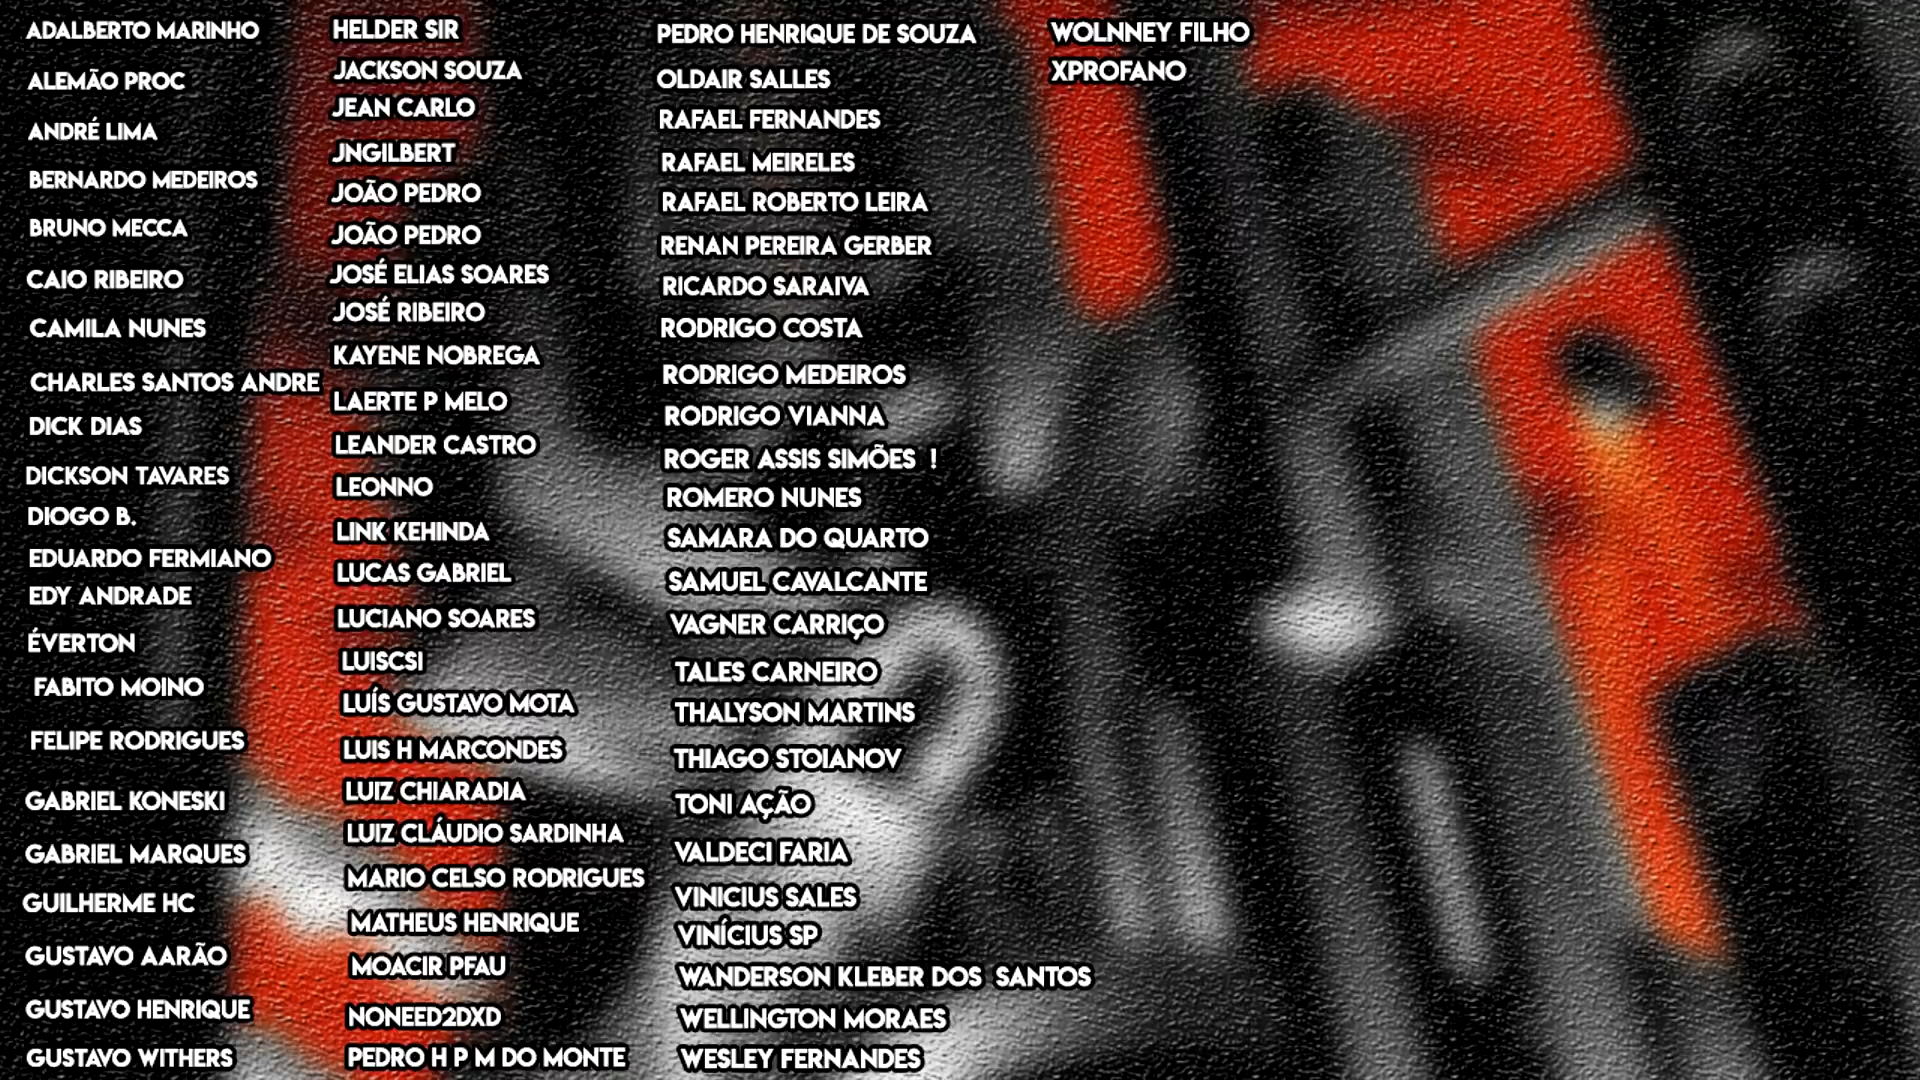 ADALBERTO MARINHO
ALEMÃO PROC
ANDRÉ LIMA
BERNARDO MEDEIROS
BRUNO MECCA
CAIO RIBEIRO
CAMILA NUNES
CHARLES SANTOS ANDRE
DICK DIAS
DICKSON TAVARES
DIOGO B.
EDUARDO FERMIANO
EDY ANDRADE
ÉVERTON
FABITO MOINO
FELIPE RODRIGUES
GABRIEL KONESKI
GABRIEL MARQUES
GUILHERME HC
GUSTAVO AARÃO
GUSTAVO HENRIQUE
GUSTAVO WITHERS
HELDER SIR
JACKSON SOUZA
JEAN CARLO
JNGILBERT
JOÃO PEDRO
JOÃO PEDRO
JOSÉ ELIAS SOARES
JOSÉ RIBEIRO
KAYENE NOBREGA
LAERTE P MELO
LEANDER CASTRO
LEONNO
LINK KEHINDA
LUCAS GABRIEL
LUCIANO SOARES
LUISCSI
LUÍS GUSTAVO MOTA
LUIS H MARCONDES
LUIZ CHIARADIA
LUIZ CLÁUDIO SARDINHA
MARIO CELSO RODRIGUES
MATHEUS HENRIQUE
MOACIR PFAU
NONEED2DXD
PEDRO H P M DO MONTE
PEDRO HENRIQUE DE SOUZA
OLDAIR SALLES
RAFAEL FERNANDES
RAFAEL MEIRELES
RAFAEL ROBERTO LEIRA
RENAN PEREIRA GERBER
RICARDO SARAIVA
RODRIGO COSTA
RODRIGO MEDEIROS
RODRIGO VIANNA
ROGER ASSIS SIMÕES !
ROMERO NUNES
SAMARA DO QUARTO
SAMUEL CAVALCANTE
VAGNER CARRIÇO
TALES CARNEIRO
THALYSON MARTINS
THIAGO STOIANOV
TONI AÇÃO
VALDECI FARIA
VINICIUS SALES
VINÍCIUS SP
WANDERSON KLEBER DOS SANTOS
WELLINGTON MORAES
WESLEY FERNANDES
WOLNNEY FILHO
XPROFANO